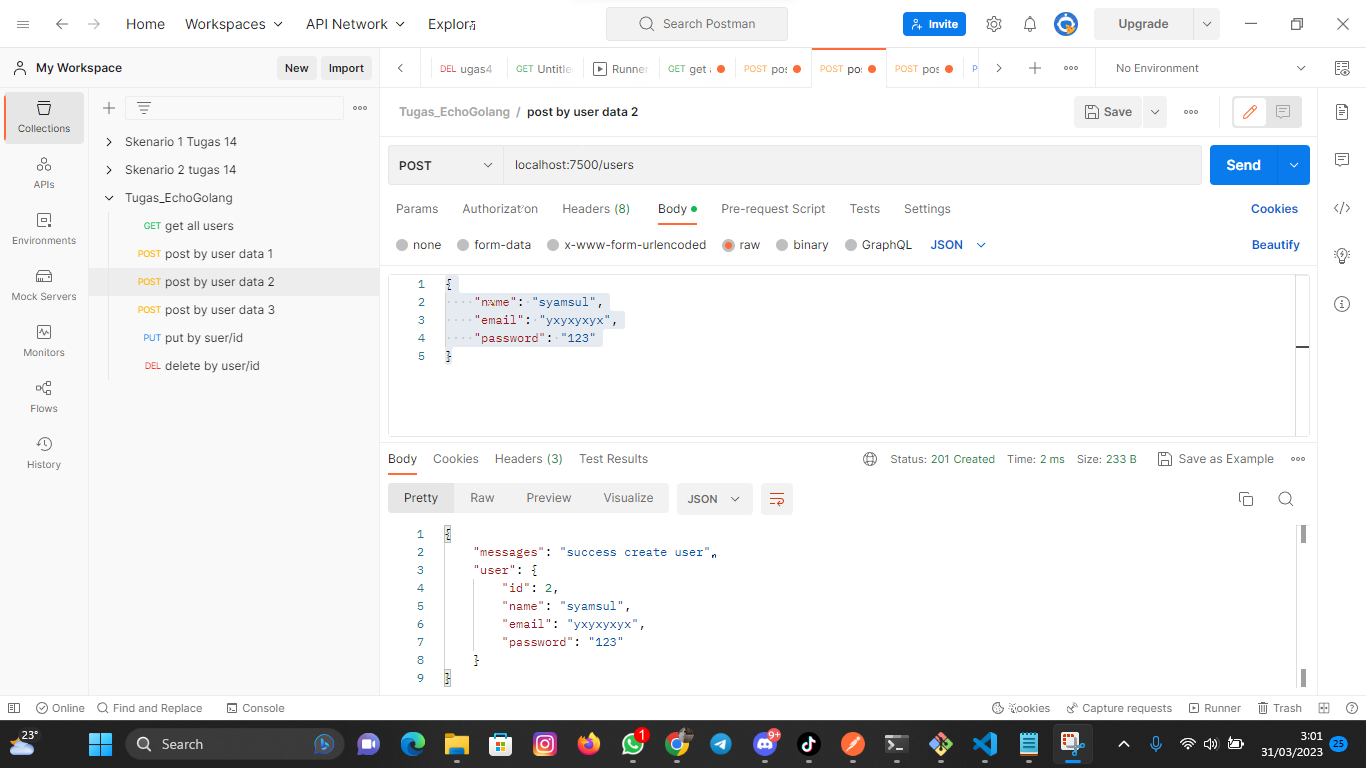 Home Workspaces API Network Explore Search Postman Invite Upgrade
My Workspace New Import DEL ugas4 GET Untitle Runner GET get POST pos POST pos POST pos P No Environment
Collections
APIs
Environments
Mock Servers
Monitors
Flows
History
Skenario 1 Tugas 14
Skenario 2 tugas 14
Tugas_EchoGolang
GET get all users
POST post by user data 1
POST post by user data 2
POST post by user data 3
PUT put by suer/id
DEL delete by user/id
Tugas_EchoGolang / post by user data 2 Save
POST localhost:7500/users Send
Params Authorization Headers (8) Body Pre-request Script Tests Settings Cookies
none form-data x-www-form-urlencoded raw binary GraphQL JSON Beautify
1 {
2 "name": "syamsul",
3 "email": "yxyxyxyx",
4 "password": "123"
5 }
Body Cookies Headers (3) Test Results Status: 201 Created Time: 2 ms Size: 233 B Save as Example
Pretty Raw Preview Visualize JSON
1 {
2 "messages": "success create user",
3 "user": {
4 "id": 2,
5 "name": "syamsul",
6 "email": "yxyxyxyx",
7 "password": "123"
8 }
9 }
Online Find and Replace Console Cookies Capture requests Runner Trash
23° Search 1 9+ 3:01
31/03/2023 25